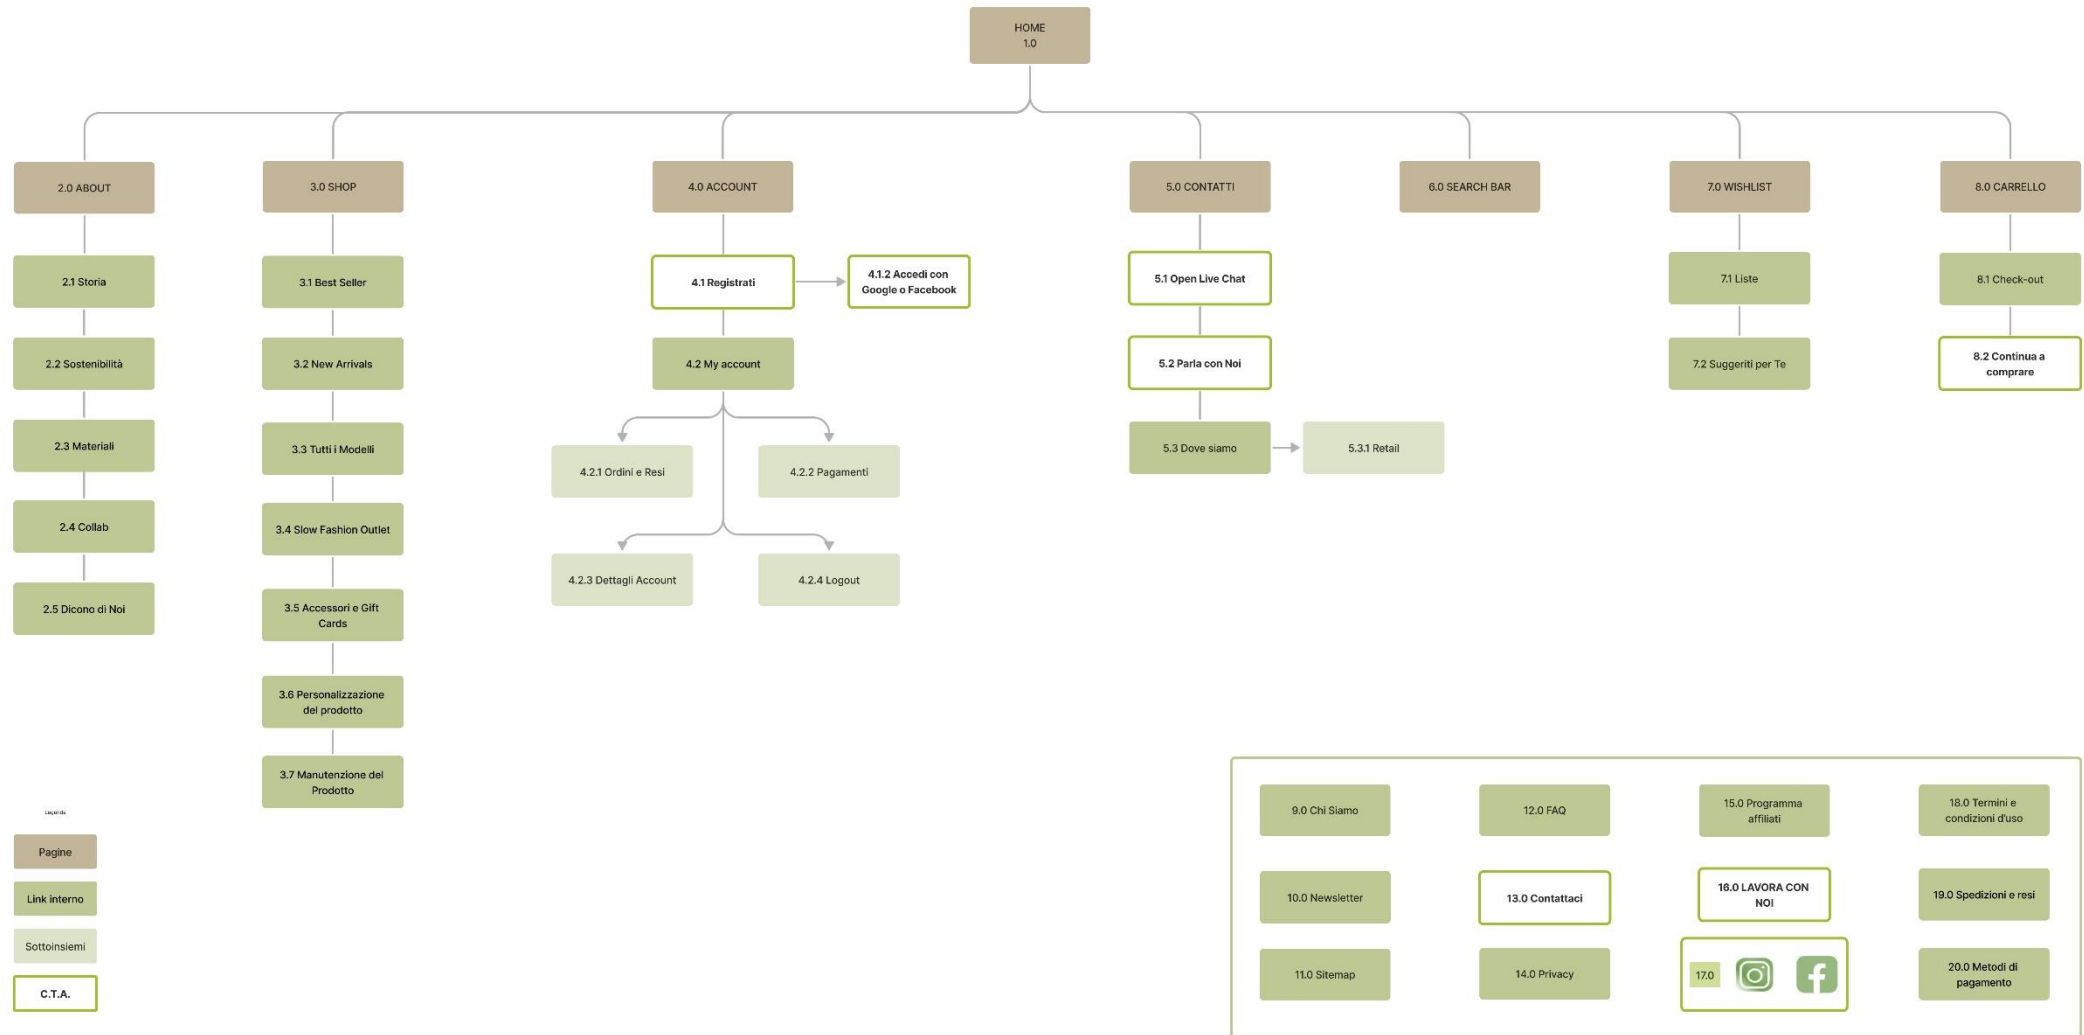 HOME
1.0
2.0 ABOUT
3.0 SHOP
4.0 ACCOUNT
5.0 CONTATTI
6.0 SEARCH BAR
7.0 WISHLIST
8.0 CARRELLO
2.1 Storia
2.2 Sostenibilità
2.3 Materiali
2.4 Collab
2.5 Dicono di Noi
3.1 Best Seller
3.2 New Arrivals
3.3 Tutti i Modelli
3.4 Slow Fashion Outlet
3.5 Accessori e Gift
Cards
3.6 Personalizzazione
del prodotto
3.7 Manutenzione del
Prodotto
4.1 Registrati
4.1.2 Accedi con
Google o Facebook
4.2 My account
4.2.1 Ordini e Resi
4.2.2 Pagamenti
4.2.3 Dettagli Account
4.2.4 Logout
5.1 Open Live Chat
5.2 Parla con Noi
5.3 Dove siamo
5.3.1 Retail
7.1 Liste
7.2 Suggeriti per Te
8.1 Check-out
8.2 Continua a
comprare
Legenda
Pagine
Link interno
Sottoinsiemi
C.T.A.
9.0 Chi Siamo
10.0 Newsletter
11.0 Sitemap
12.0 FAQ
13.0 Contattaci
14.0 Privacy
15.0 Programma
affiliati
16.0 LAVORA CON
NOI
17.0
18.0 Termini e
condizioni d'uso
19.0 Spedizioni e resi
20.0 Metodi di
pagamento